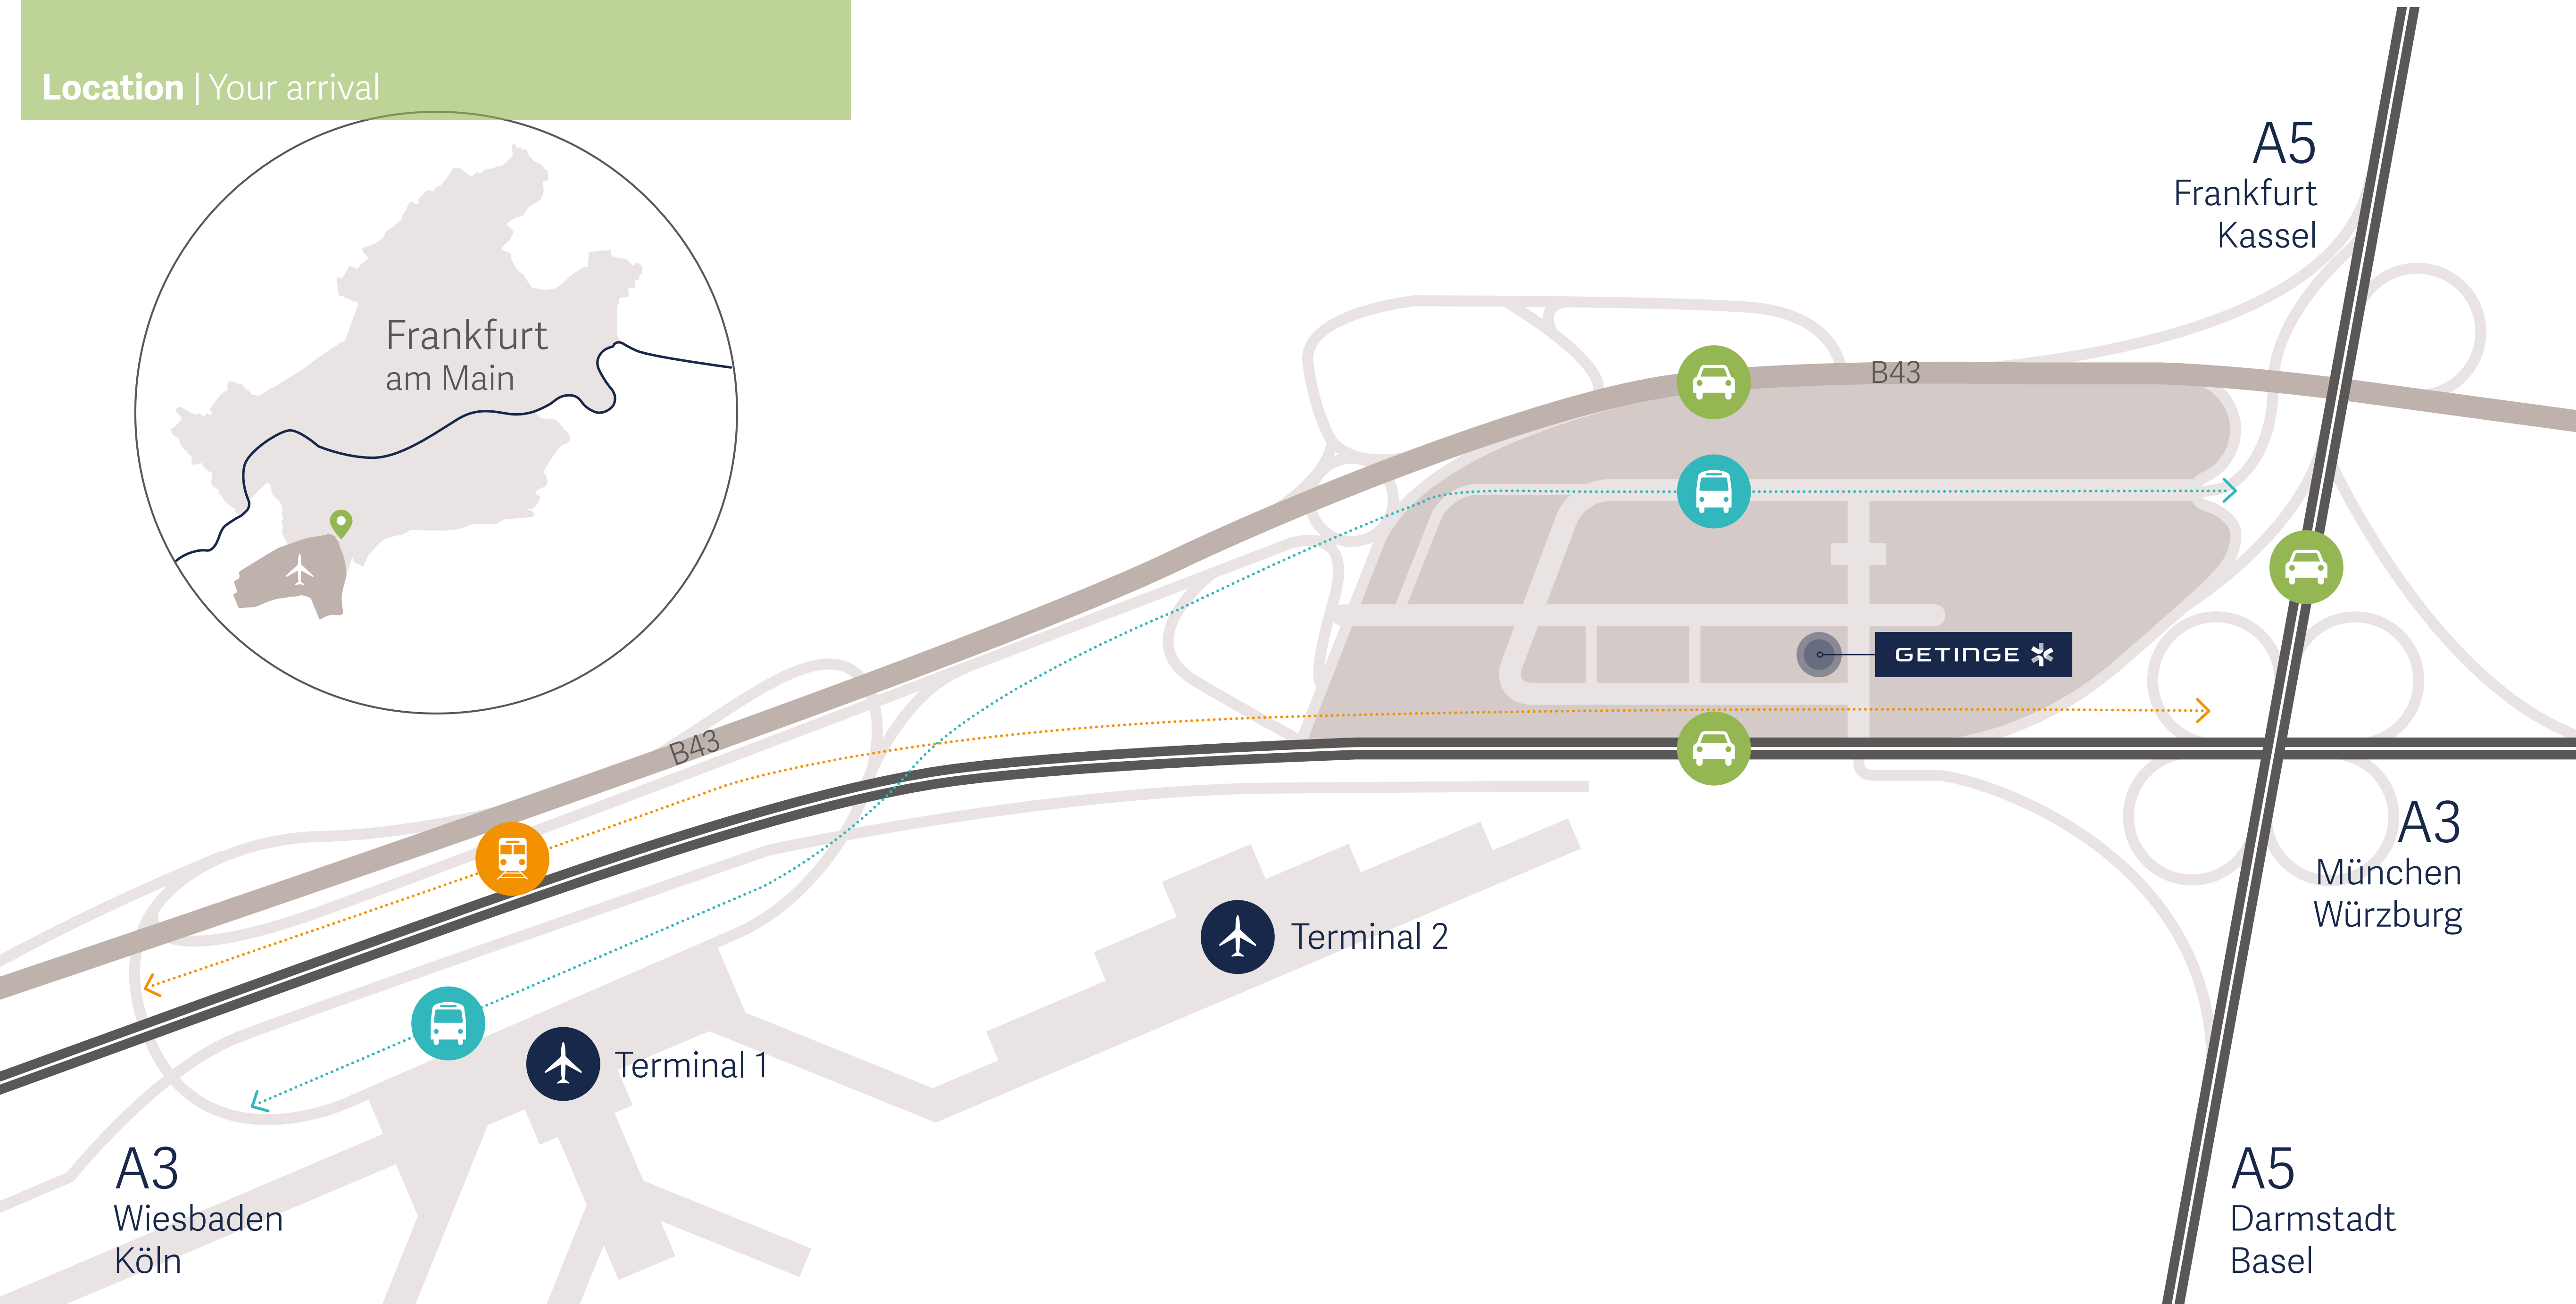 Location | Your arrival
Frankfurt
am Main
A5
Frankfurt
Kassel
B43
GETINGE
B43
Terminal 2
Terminal 1
A3
München
Würzburg
A3
Wiesbaden
Köln
A5
Darmstadt
Basel